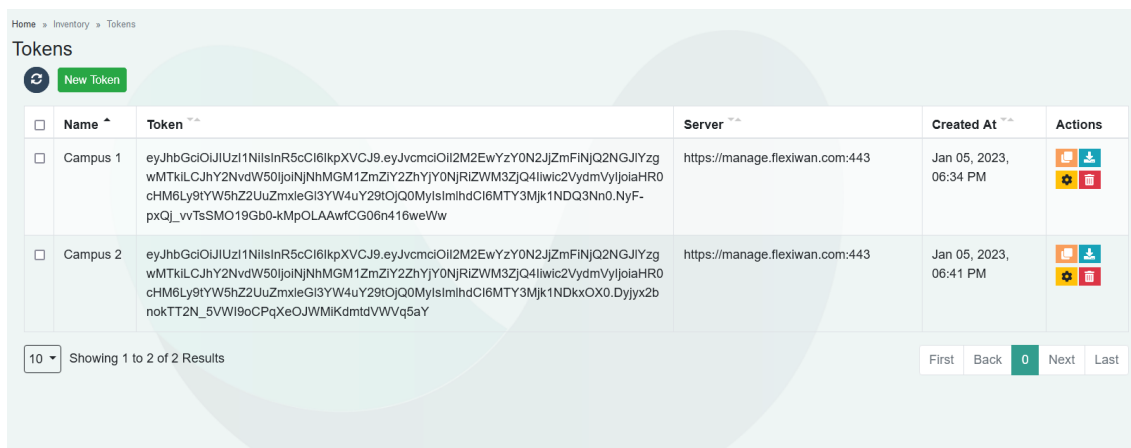 Home » Inventory » Tokens
Tokens
New Token
Name Token Server Created At Actions
Campus 1 eyJhbGciOiJIUzI1NiIsInR5cCI6IkpXVCJ9.eyJvcmciOiI2M2EwYzY0N2JjZmFiNjQ2NGJlYzg https://manage.flexiwan.com:443 Jan 05, 2023,
wMTkiLCJhY2NvdW50IjoiNjNhMGM1ZmZiY2ZhYjY0NjRiZWM3ZjQ4Iiwic2VydmVyIjoiaHR0 06:34 PM
cHM6Ly9tYW5hZ2UuZmxleGl3YW4uY29tOjQ0MyIsImlhdCI6MTY3Mjk1NDQ3Nn0.NyF-
pxQj_vvTsSMO19Gb0-kMpOLAAwfCG06n416weWw
Campus 2 eyJhbGciOiJIUzI1NiIsInR5cCI6IkpXVCJ9.eyJvcmciOiI2M2EwYzY0N2JjZmFiNjQ2NGJlYzg https://manage.flexiwan.com:443 Jan 05, 2023,
wMTkiLCJhY2NvdW50IjoiNjNhMGM1ZmZiY2ZhYjY0NjRiZWM3ZjQ4Iiwic2VydmVyIjoiaHR0 06:41 PM
cHM6Ly9tYW5hZ2UuZmxleGl3YW4uY29tOjQ0MyIsImlhdCI6MTY3Mjk1NDkxOX0.Dyjyx2b
nokTT2N_5VWI9oCPqXeOJWMiKdmtdVWVq5aY
10 Showing 1 to 2 of 2 Results First Back 0 Next Last